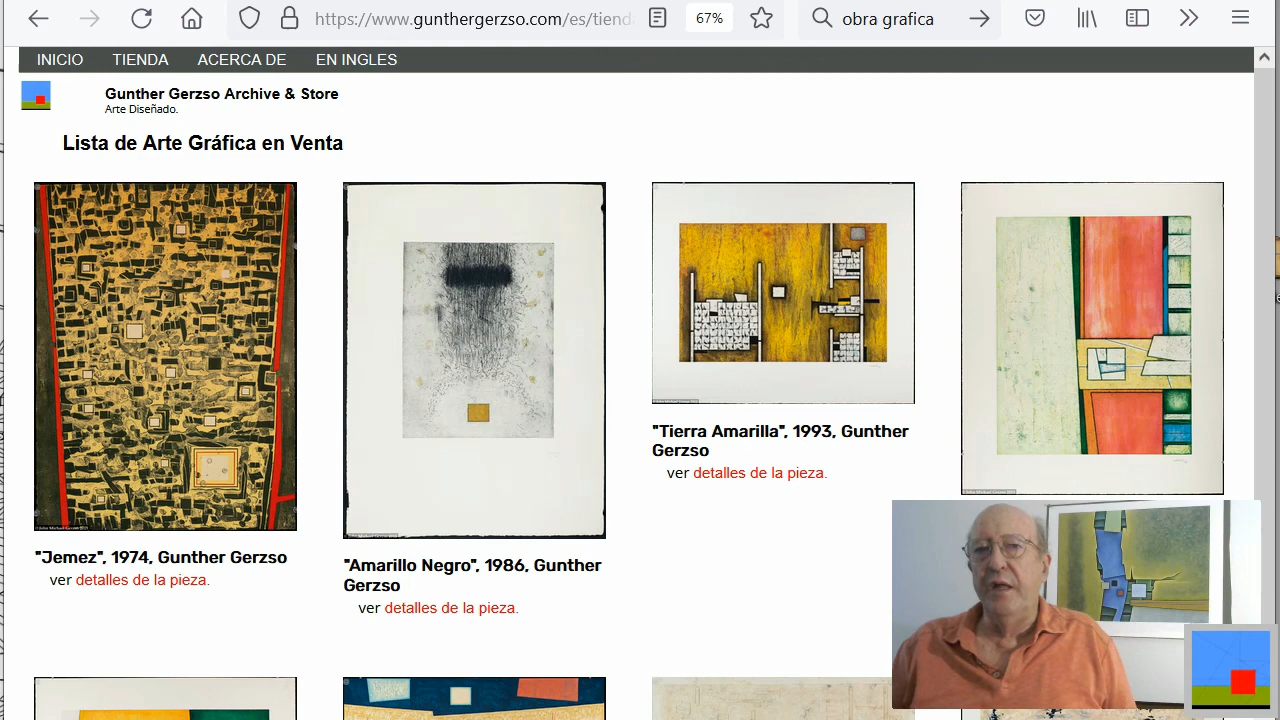 https://www.gunthergerzso.com/es/tiend
67%
obra grafica
INICIO
TIENDA
ACERCA DE
EN INGLES
Gunther Gerzso Archive & Store
Arte Diseñado.
Lista de Arte Gráfica en Venta
"Jemez", 1974, Gunther Gerzso
ver detalles de la pieza.
"Amarillo Negro", 1986, Gunther
Gerzso
ver detalles de la pieza.
"Tierra Amarilla", 1993, Gunther
Gerzso
ver detalles de la pieza.